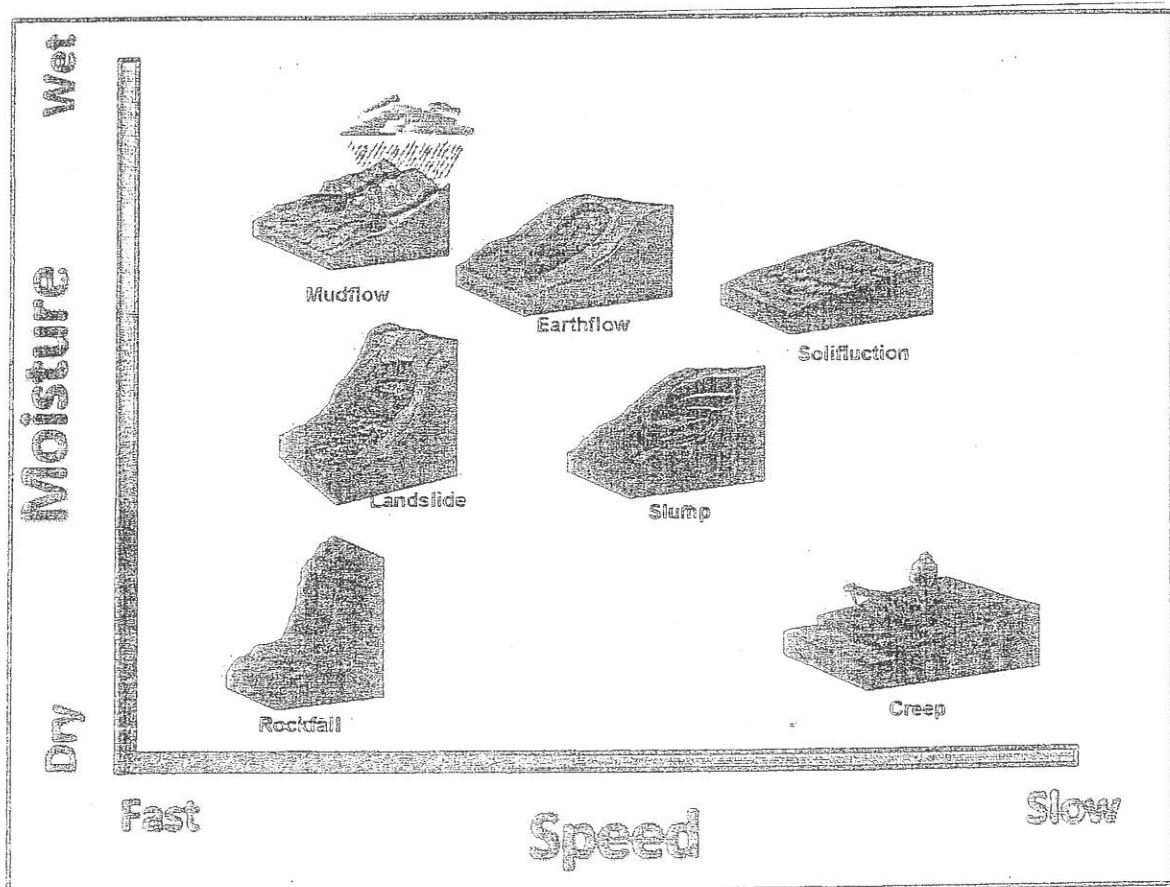 Wet
Moisture
Dry
Mudflow
Earthflow
Solifluction
Landslide
Slump
Rockfall
Creep
Fast
Speed
Slow